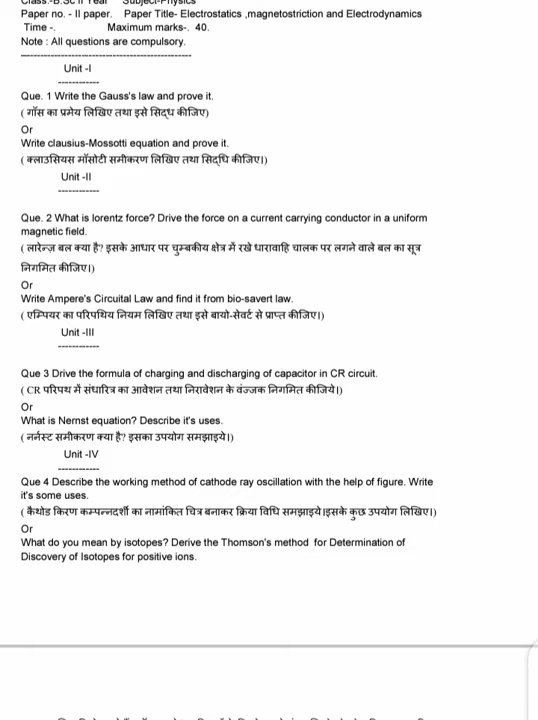 Class.-B.Sc II Year Subject-Physics
Paper no. - II paper. Paper Title- Electrostatics ,magnetostriction and Electrodynamics
Time -. Maximum marks-. 40.
Note : All questions are compulsory.
Unit -I
Que. 1 Write the Gauss's law and prove it.
( गॉस का प्रमेय लिखिए तथा इसे सिद्ध कीजिए)
Or
Write clausius-Mossotti equation and prove it.
( क्लाउसियस मॉसोटी समीकरण लिखिए तथा सिद्धि कीजिए।)
Unit -II
Que. 2 What is lorentz force? Drive the force on a current carrying conductor in a uniform
magnetic field.
( लारेन्ज़ बल क्या है? इसके आधार पर चुम्बकीय क्षेत्र में रखे धारावाहि चालक पर लगने वाले बल का सूत्र
निगमित कीजिए।)
Or
Write Ampere's Circuital Law and find it from bio-savert law.
( एम्पियर का परिपथिय नियम लिखिए तथा इसे बायो-सेवर्ट से प्राप्त कीजिए।)
Unit -III
Que 3 Drive the formula of charging and discharging of capacitor in CR circuit.
( CR परिपथ में संधारित्र का आवेशन तथा निरावेशन के वंज्जक निगमित कीजिये।)
Or
What is Nernst equation? Describe it's uses.
( नर्नस्ट समीकरण क्या है? इसका उपयोग समझाइये।)
Unit -IV
Que 4 Describe the working method of cathode ray oscillation with the help of figure. Write
it's some uses.
( कैथोड किरण कम्पन्नदर्शी का नामांकित चित्र बनाकर क्रिया विधि समझाइये।इसके कुछ उपयोग लिखिए।)
Or
What do you mean by isotopes? Derive the Thomson's method for Determination of
Discovery of Isotopes for positive ions.